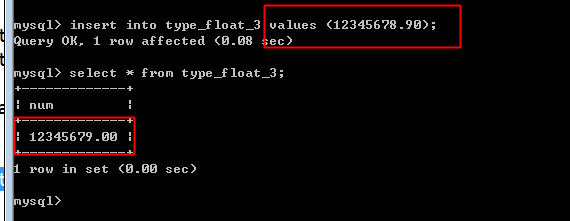 mysql> insert into type_float_3 values (12345678.90);
Query OK, 1 row affected (0.08 sec)
mysql> select * from type_float_3;
+-------------+
| num         |
+-------------+
| 12345679.00 |
+-------------+
1 row in set (0.00 sec)
mysql>